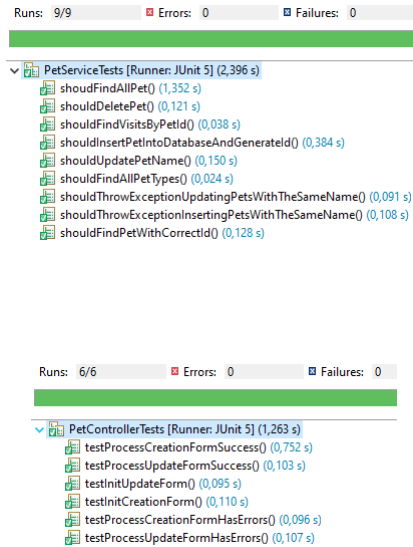 Runs: 9/9 Errors: 0 Failures: 0
PetServiceTests [Runner: JUnit 5] (2,396 s)
shoudFindAllPet() (1,352 s)
shouldDeletePet() (0,121 s)
shouldFindVisitsByPetId() (0,038 s)
shouldInsertPetIntoDatabaseAndGenerateId() (0,384 s)
shouldUpdatePetName() (0,150 s)
shouldFindAllPetTypes() (0,024 s)
shouldThrowExceptionUpdatingPetsWithTheSameName() (0,091 s)
shouldThrowExceptionInsertingPetsWithTheSameName() (0,108 s)
shouldFindPetWithCorrectId() (0,128 s)
Runs: 6/6 Errors: 0 Failures: 0
PetControllerTests [Runner: JUnit 5] (1,263 s)
testProcessCreationFormSuccess() (0,752 s)
testProcessUpdateFormSuccess() (0,103 s)
testInitUpdateForm() (0,095 s)
testInitCreationForm() (0,110 s)
testProcessCreationFormHasErrors() (0,096 s)
testProcessUpdateFormHasErrors() (0,107 s)